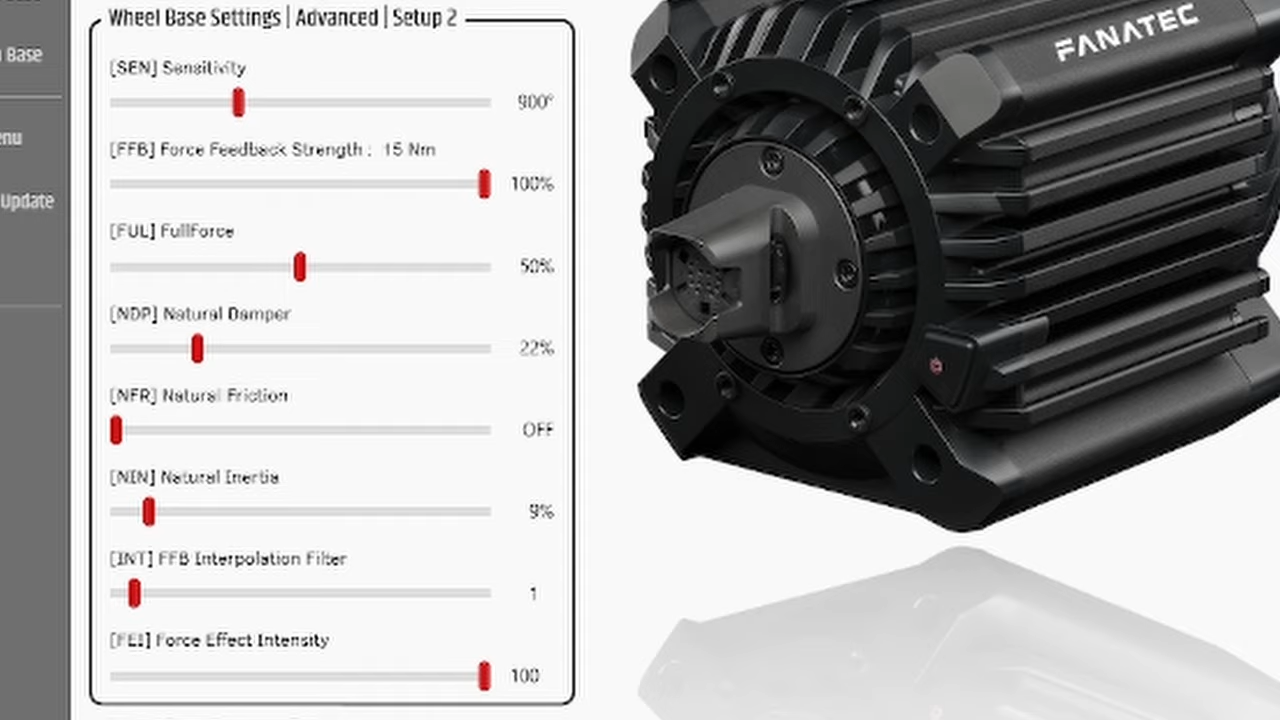 Wheel Base Settings | Advanced | Setup 2
FANATEC
Base
[SEN] Sensitivity
900°
enu
[FFB] Force Feedback Strength : 15 Nm
100%
Update
[FUL] FullForce
50%
[NDP] Natural Damper
22%
[NFR] Natural Friction
OFF
[NIN] Natural Inertia
9%
[INT] FFB Interpolation Filter
1
[FEI] Force Effect Intensity
100